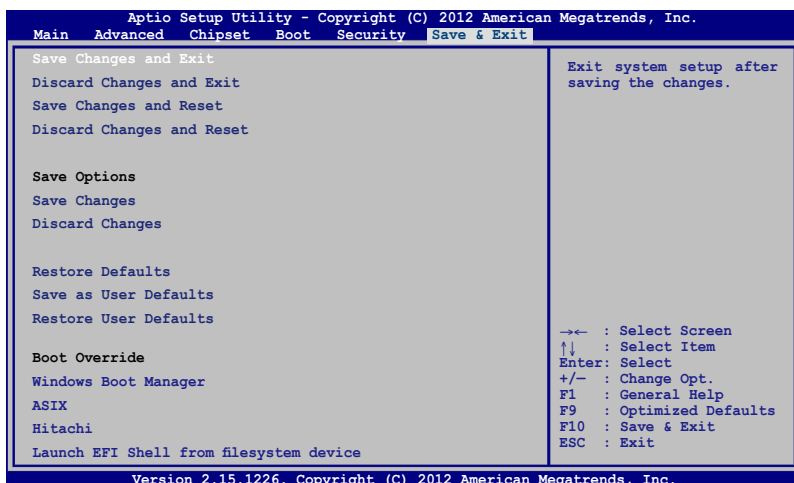 Aptio Setup Utility - Copyright (C) 2012 American Megatrends, Inc.
Main Advanced Chipset Boot Security Save & Exit
Save Changes and Exit
Discard Changes and Exit
Save Changes and Reset
Discard Changes and Reset
Save Options
Save Changes
Discard Changes
Restore Defaults
Save as User Defaults
Restore User Defaults
Boot Override
Windows Boot Manager
ASIX
Hitachi
Launch EFI Shell from filesystem device
Exit system setup after
saving the changes.
→← : Select Screen
↑↓ : Select Item
Enter: Select
+/— : Change Opt.
F1 : General Help
F9 : Optimized Defaults
F10 : Save & Exit
ESC : Exit
Version 2.15.1226. Copyright (C) 2012 American Megatrends, Inc.